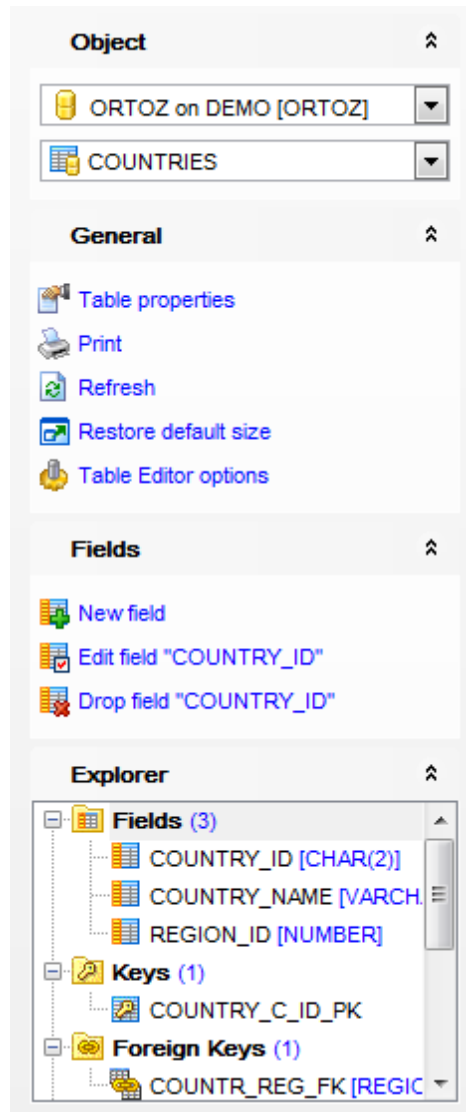 Object
ORTOZ on DEMO [ORTOZ]
COUNTRIES
General
Table properties
Print
Refresh
Restore default size
Table Editor options
Fields
New field
Edit field "COUNTRY_ID"
Drop field "COUNTRY_ID"
Explorer
Fields (3)
COUNTRY_ID [CHAR(2)]
COUNTRY_NAME [VARCH
REGION_ID [NUMBER]
Keys (1)
COUNTRY_C_ID_PK
Foreign Keys (1)
COUNTR_REG_FK [REGIC